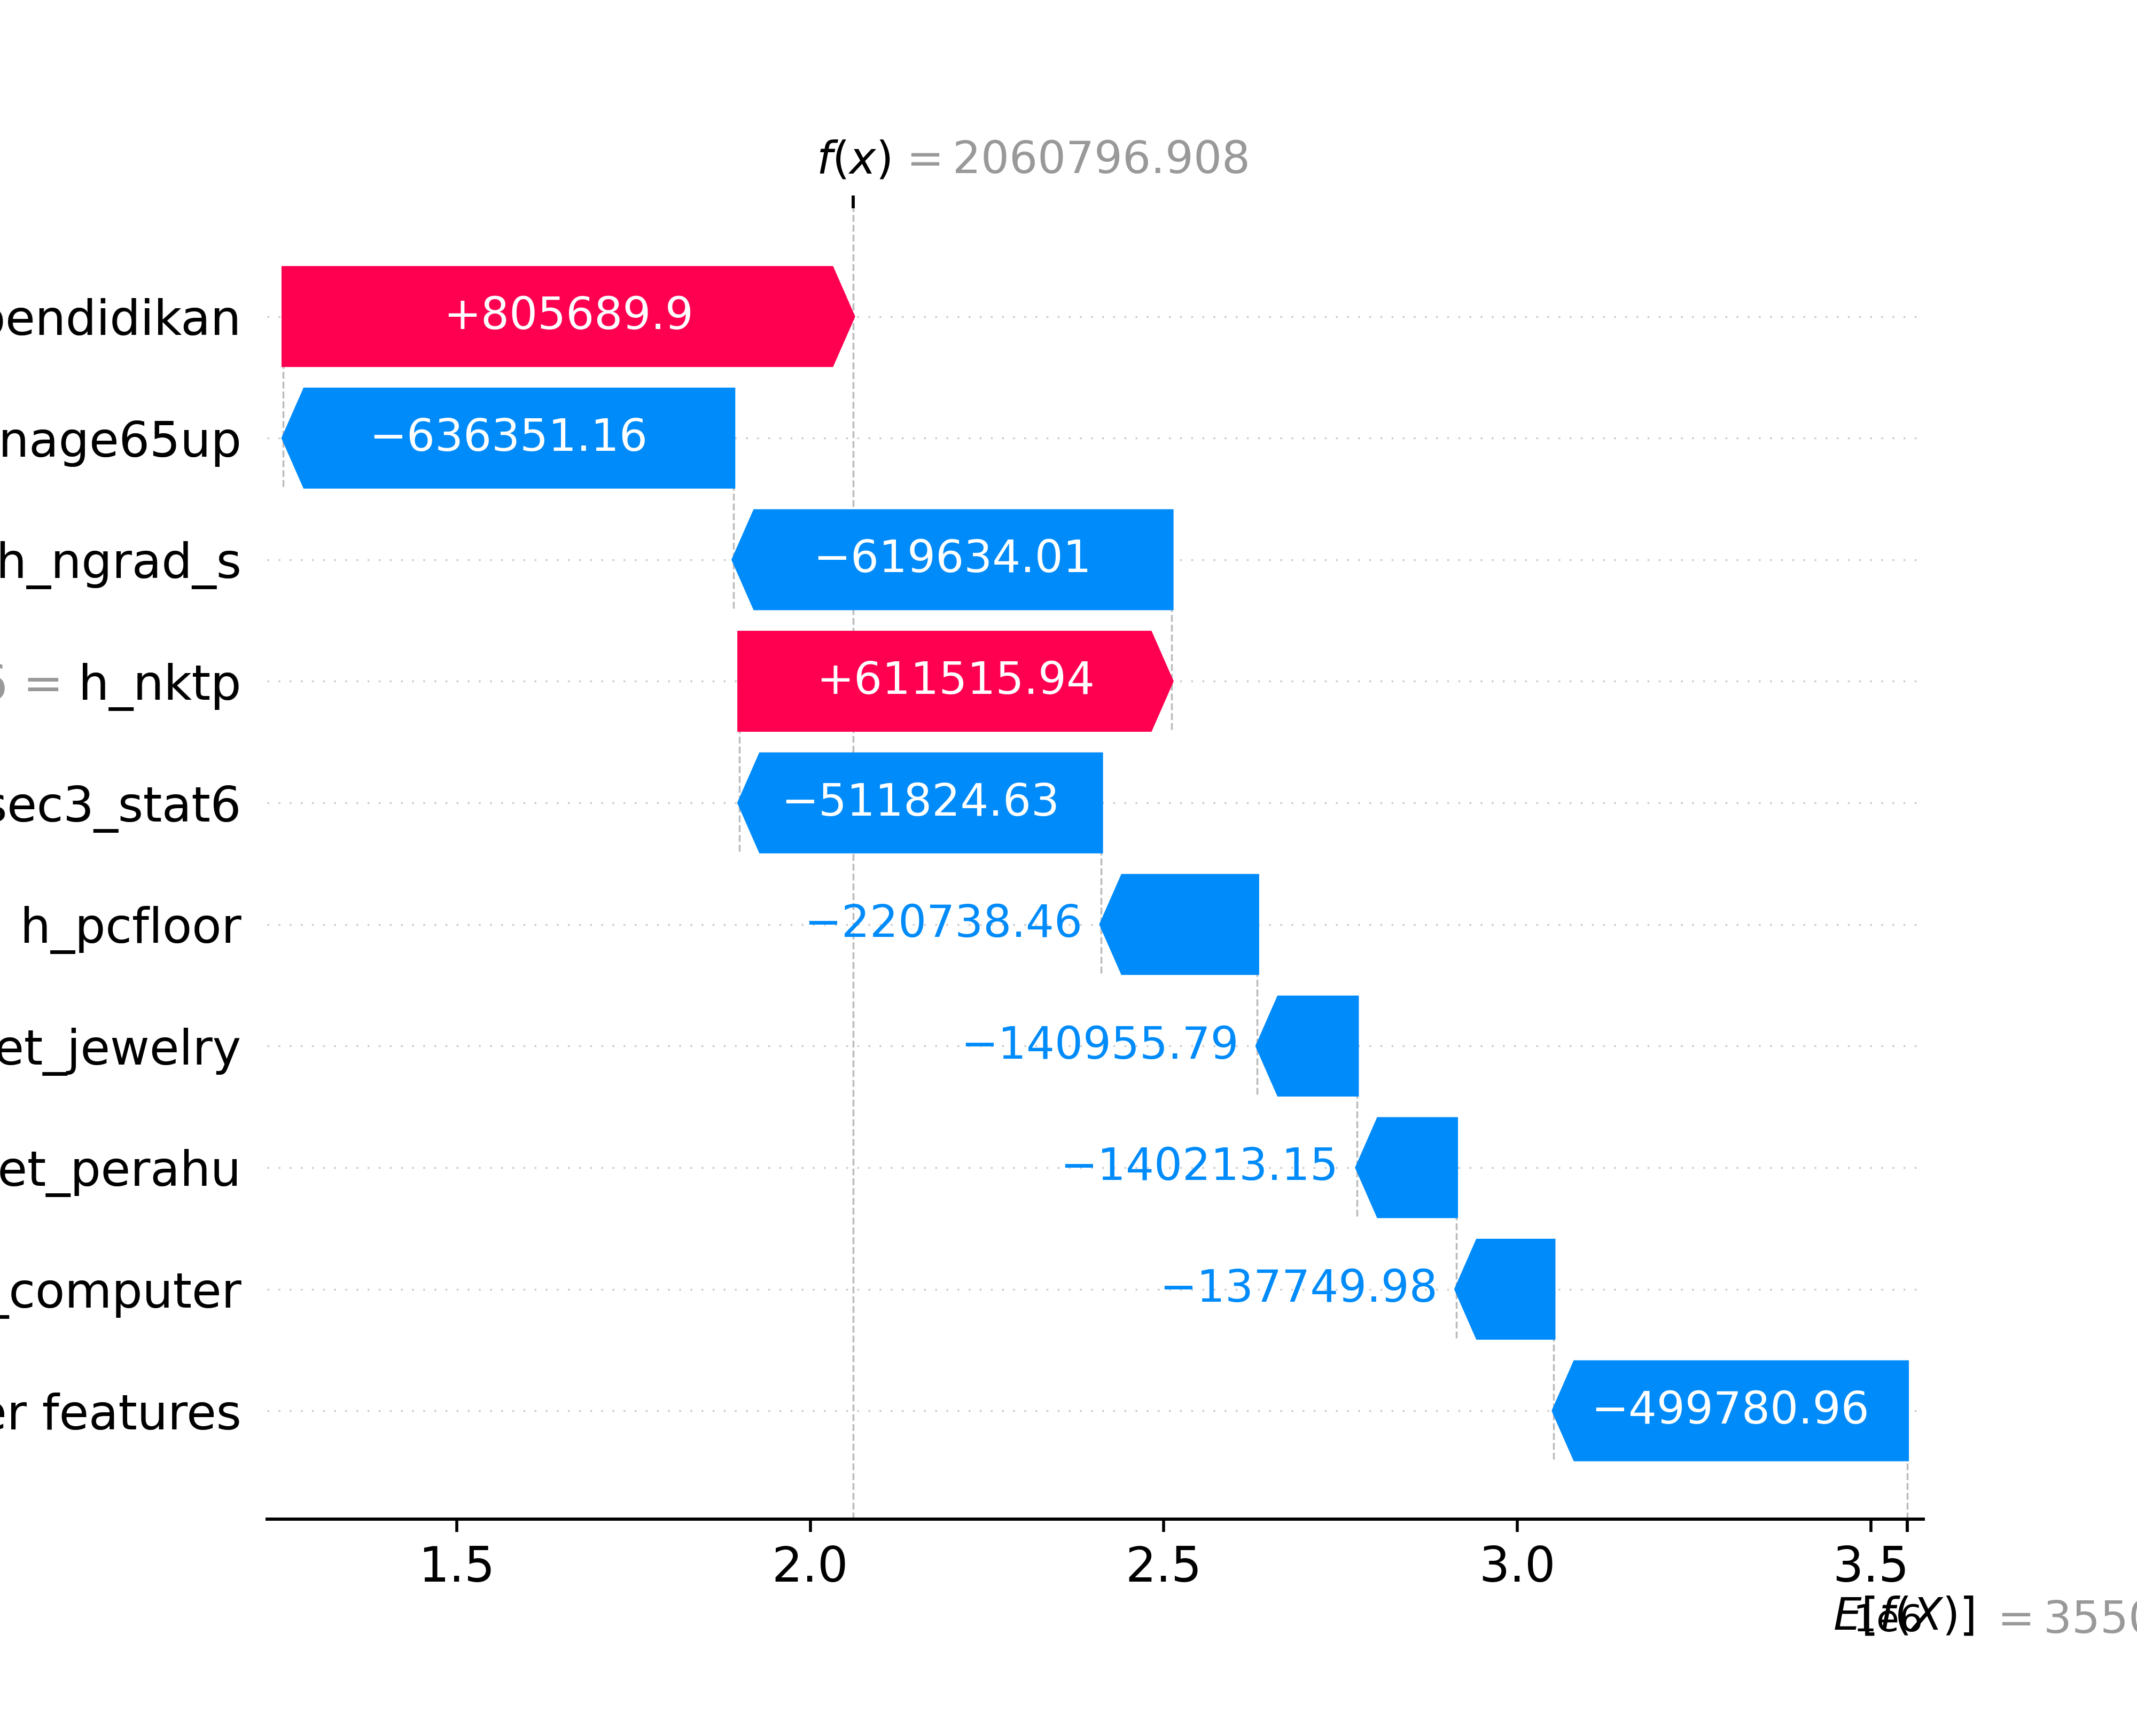 f(x) = 2060796.908
pendidikan +805689.9
nage65up −636351.16
h_ngrad_s −619634.01
= h_nktp +611515.94
sec3_stat6 −511824.63
h_pcfloor −220738.46
et_jewelry −140955.79
et_perahu −140213.15
_computer −137749.98
er features −499780.96
1.5 2.0 2.5 3.0 3.5
1e6
E[f(X)] = 3550